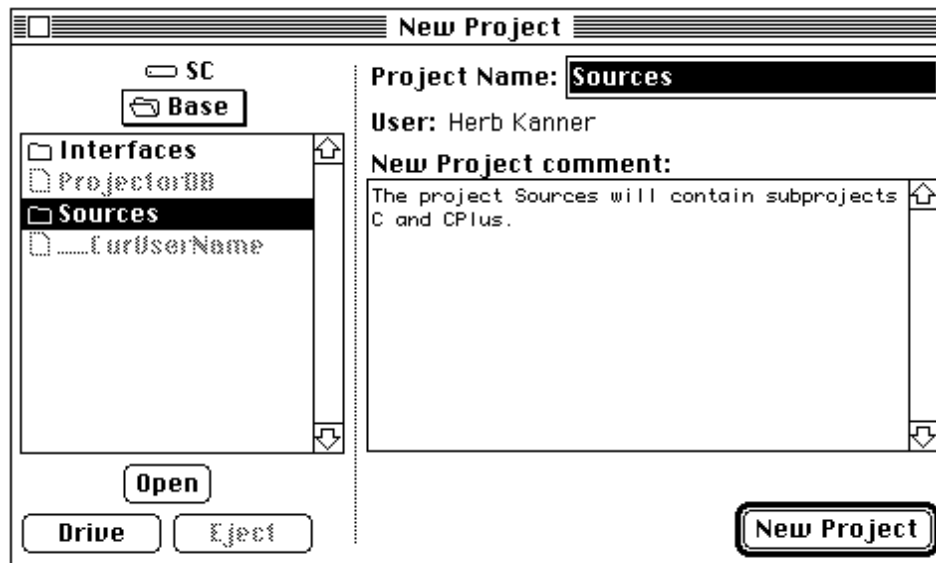 New Project
SC
Base
Interfaces
ProjectorDB
Sources
......CurUserName
Open
Drive
Eject
Project Name: Sources
User: Herb Kanner
New Project comment:
The project Sources will contain subprojects
C and CPlus.
New Project